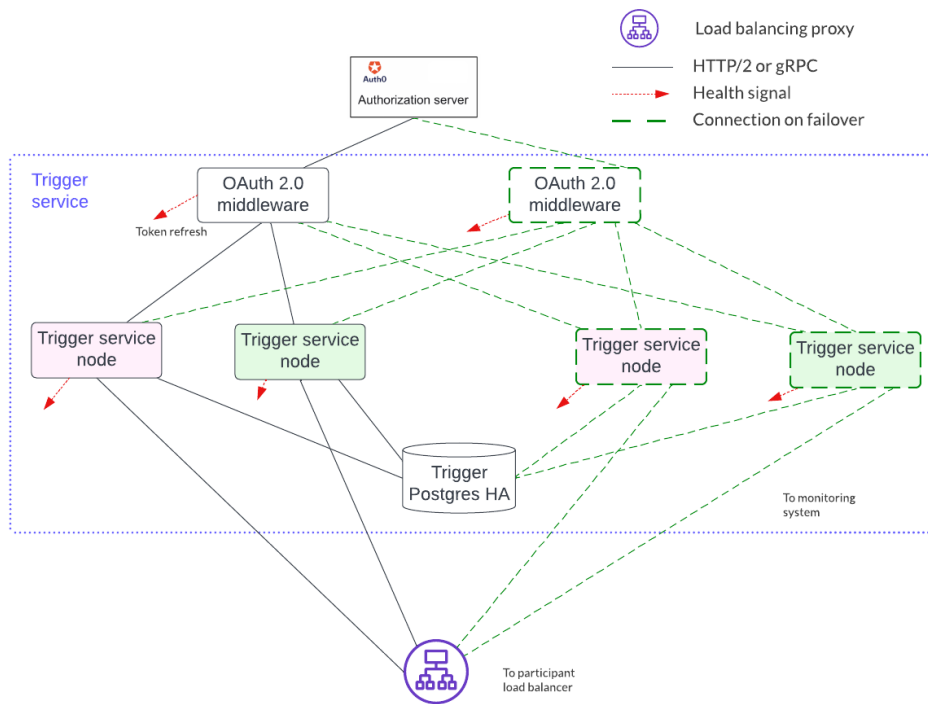 Load balancing proxy
HTTP/2 or gRPC
Health signal
Connection on failover
Auth0
Authorization server
Trigger
service
OAuth 2.0
middleware
OAuth 2.0
middleware
Token refresh
Trigger service
node
Trigger service
node
Trigger service
node
Trigger service
node
Trigger
Postgres HA
To monitoring
system
To participant
load balancer